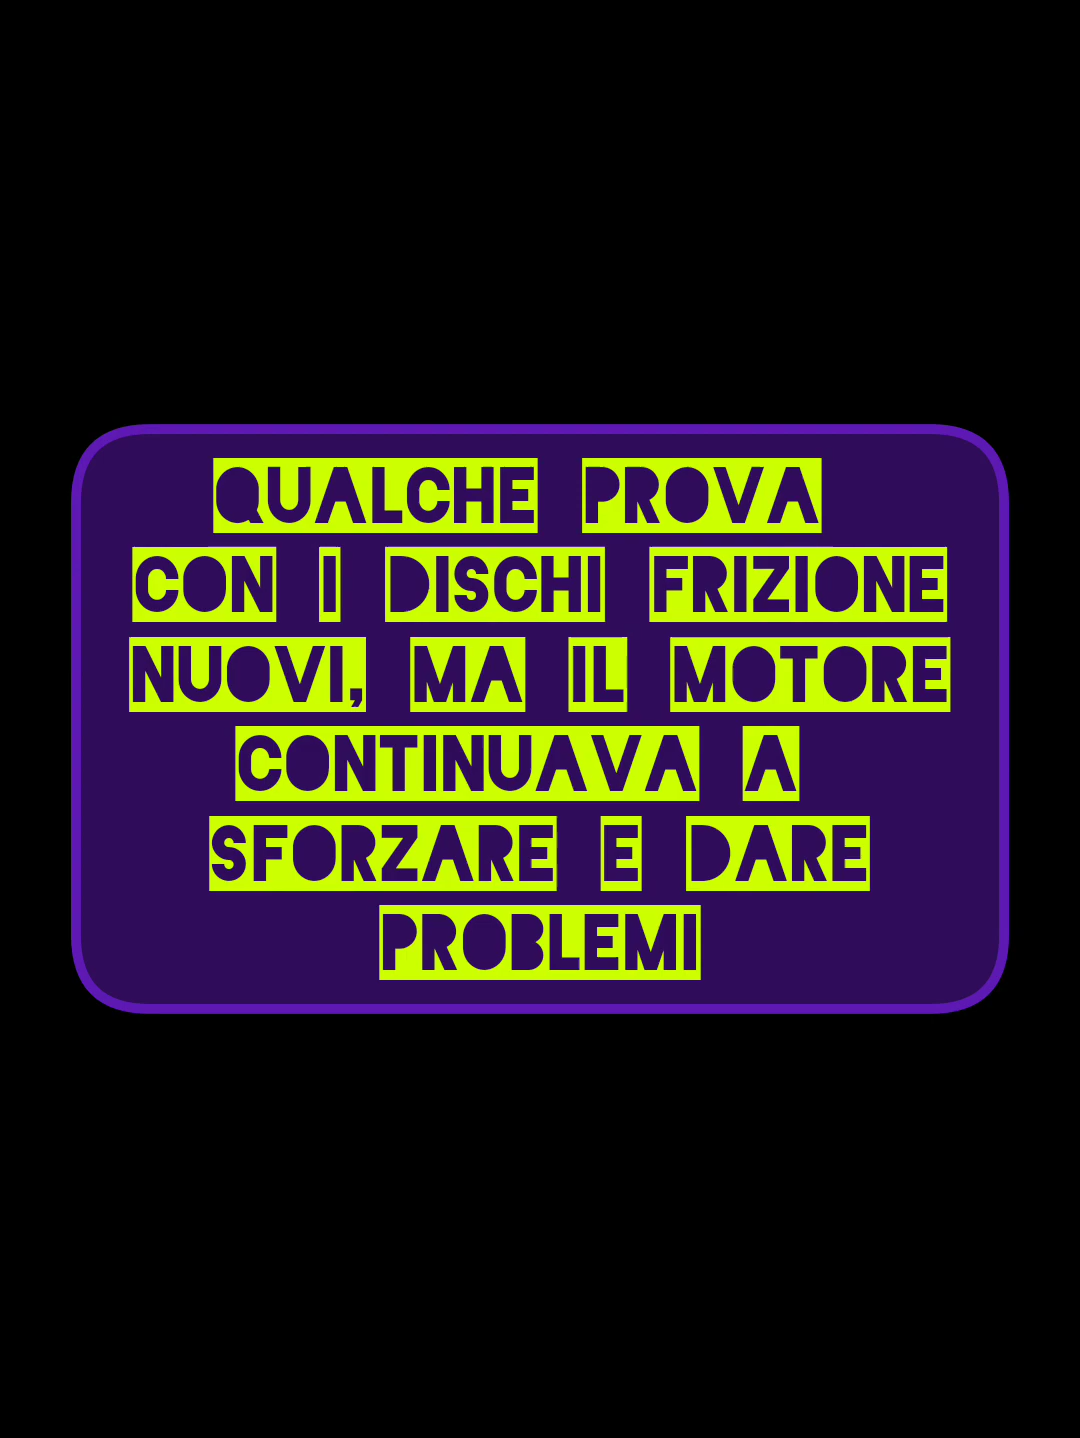 QUALCHE PROVA
CON I DISCHI FRIZIONE
NUOVI, MA IL MOTORE
CONTINUAVA A
SFORZARE E DARE
PROBLEMI